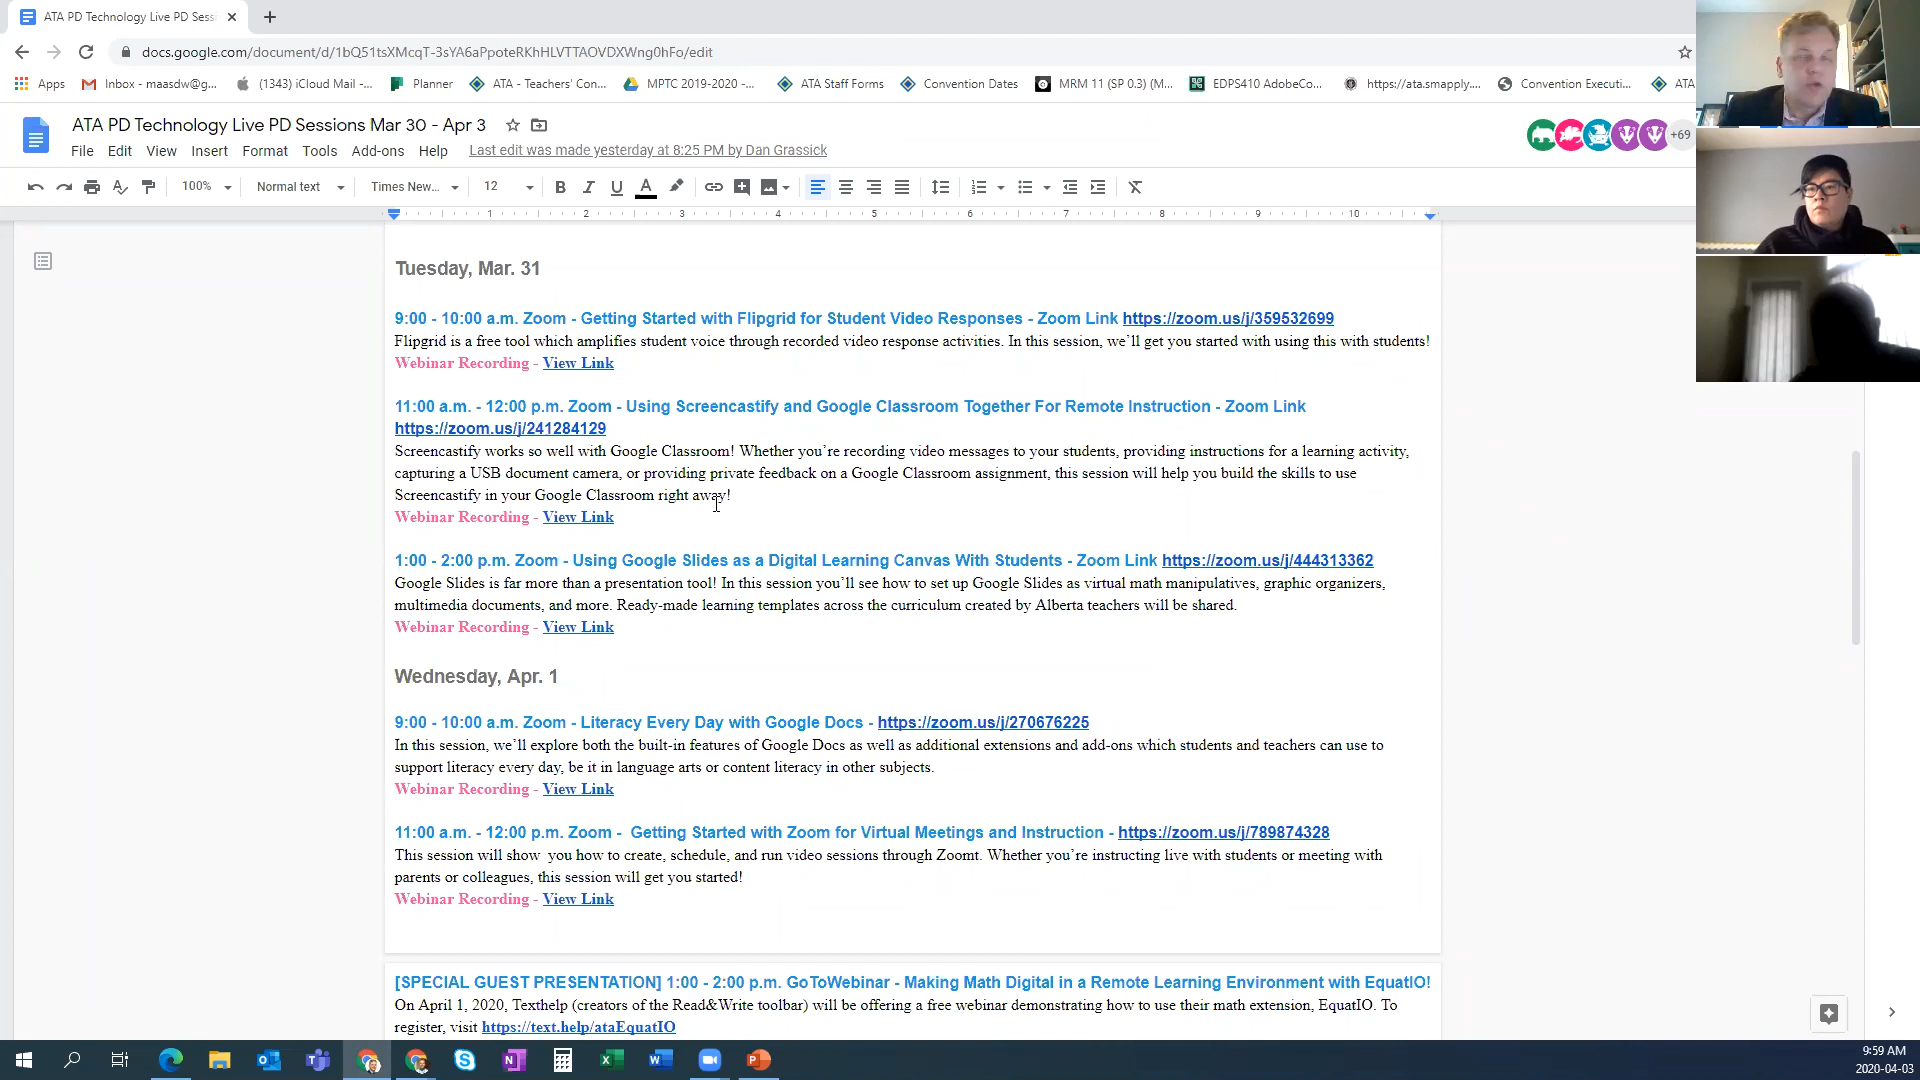 ATA PD Technology Live PD Sess
docs.google.com/document/d/1bQ51tsXMcqT-3sYA6aPpoteRKhHLVTTAOVDXWng0hFo/edit
Apps Inbox - maasdw@g... (1343) iCloud Mail -... Planner ATA - Teachers' Con... MPTC 2019-2020 -... ATA Staff Forms Convention Dates MRM 11 (SP 0.3) (M... EDPS410 AdobeCo... https://ata.smapply.... Convention Executi... ATA
ATA PD Technology Live PD Sessions Mar 30 - Apr 3
+69
File Edit View Insert Format Tools Add-ons Help Last edit was made yesterday at 8:25 PM by Dan Grassick
100% Normal text Times New... 12 B I U A
1 2 3 4 5 6 7 8 9 10
Tuesday, Mar. 31
9:00 - 10:00 a.m. Zoom - Getting Started with Flipgrid for Student Video Responses - Zoom Link https://zoom.us/j/359532699
Flipgrid is a free tool which amplifies student voice through recorded video response activities. In this session, we’ll get you started with using this with students!
Webinar Recording - View Link
11:00 a.m. - 12:00 p.m. Zoom - Using Screencastify and Google Classroom Together For Remote Instruction - Zoom Link
https://zoom.us/j/241284129
Screencastify works so well with Google Classroom! Whether you’re recording video messages to your students, providing instructions for a learning activity,
capturing a USB document camera, or providing private feedback on a Google Classroom assignment, this session will help you build the skills to use
Screencastify in your Google Classroom right away!
Webinar Recording - View Link
1:00 - 2:00 p.m. Zoom - Using Google Slides as a Digital Learning Canvas With Students - Zoom Link https://zoom.us/j/444313362
Google Slides is far more than a presentation tool! In this session you’ll see how to set up Google Slides as virtual math manipulatives, graphic organizers,
multimedia documents, and more. Ready-made learning templates across the curriculum created by Alberta teachers will be shared.
Webinar Recording - View Link
Wednesday, Apr. 1
9:00 - 10:00 a.m. Zoom - Literacy Every Day with Google Docs - https://zoom.us/j/270676225
In this session, we’ll explore both the built-in features of Google Docs as well as additional extensions and add-ons which students and teachers can use to
support literacy every day, be it in language arts or content literacy in other subjects.
Webinar Recording - View Link
11:00 a.m. - 12:00 p.m. Zoom - Getting Started with Zoom for Virtual Meetings and Instruction - https://zoom.us/j/789874328
This session will show you how to create, schedule, and run video sessions through Zoomt. Whether you’re instructing live with students or meeting with
parents or colleagues, this session will get you started!
Webinar Recording - View Link
[SPECIAL GUEST PRESENTATION] 1:00 - 2:00 p.m. GoToWebinar - Making Math Digital in a Remote Learning Environment with EquatIO!
On April 1, 2020, Texthelp (creators of the Read&Write toolbar) will be offering a free webinar demonstrating how to use their math extension, EquatIO. To
register, visit https://text.help/ataEquatIO
9:59 AM
2020-04-03